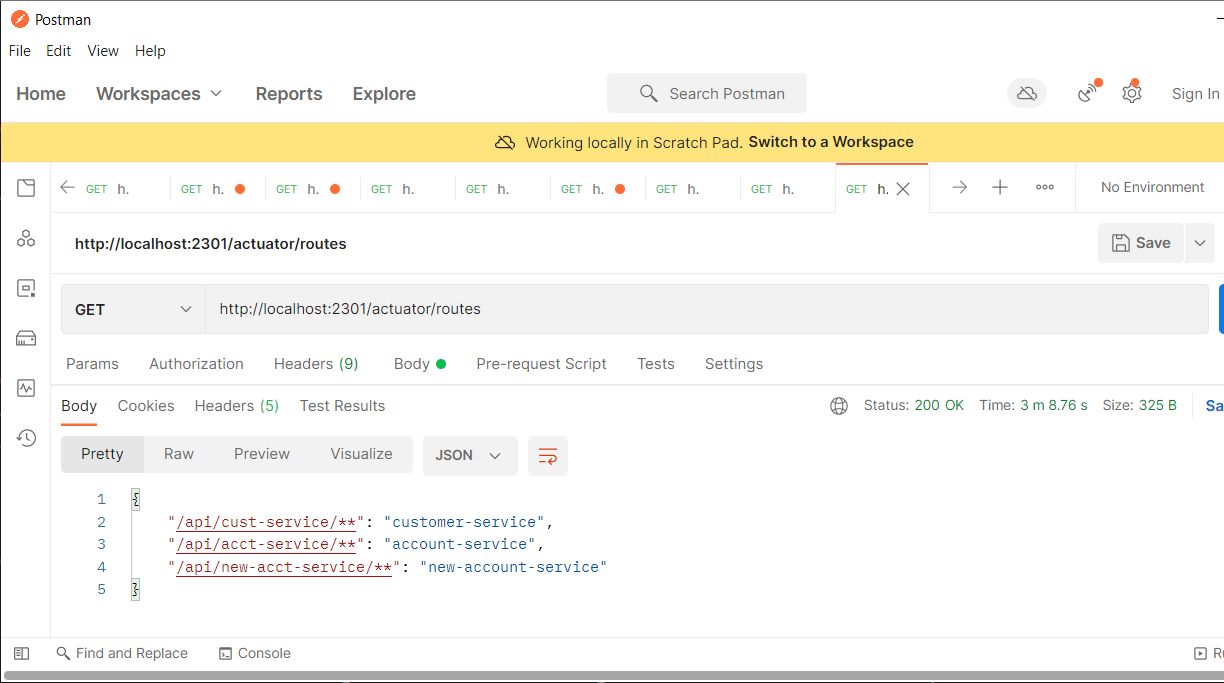 Postman
File Edit View Help
Home Workspaces Reports Explore Search Postman Sign In
Working locally in Scratch Pad. Switch to a Workspace
GET h. GET h. GET h. GET h. GET h. GET h. GET h. GET h. GET h. No Environment
http://localhost:2301/actuator/routes Save
GET http://localhost:2301/actuator/routes
Params Authorization Headers (9) Body Pre-request Script Tests Settings
Body Cookies Headers (5) Test Results Status: 200 OK Time: 3 m 8.76 s Size: 325 B Sa
Pretty Raw Preview Visualize JSON
1 {
2 "/api/cust-service/**": "customer-service",
3 "/api/acct-service/**": "account-service",
4 "/api/new-acct-service/**": "new-account-service"
5 }
Find and Replace Console Ru